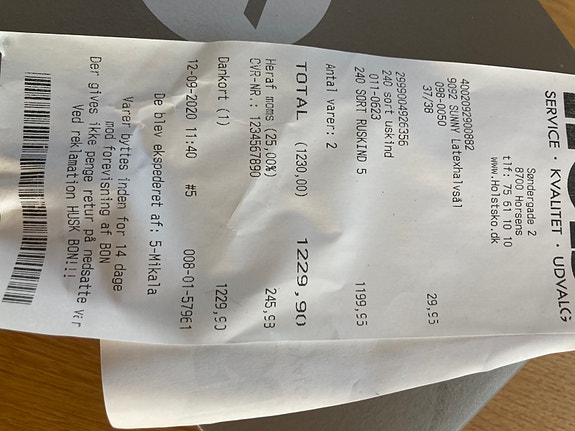 SERVICE · KVALITET · UDVALG
Søndergade 2
8700 Horsens
tlf: 75 61 10 10
www.Holstsko.dk
4002092900882
9092 SUNNY Latexhalvsål
098-0050
37/38 29,95
2999004926356
240 sort ruskind
011-0623
240 SORT RUSKIND 5 1199,95
Antal varer: 2
TOTAL (1230,00) 1229,90
Heraf moms (25,00%) 245,98
CVR-NR.: 1234567890
Dankort (1) 1229,90
12-09-2020 11:40 #5 008-01-57961
De blev ekspederet af: 5-Mikala
Varer byttes inden for 14 dage
mod forevisning af BON
Der gives ikke penge retur på nedsatte
Ved reklamation HUSK BON!!!